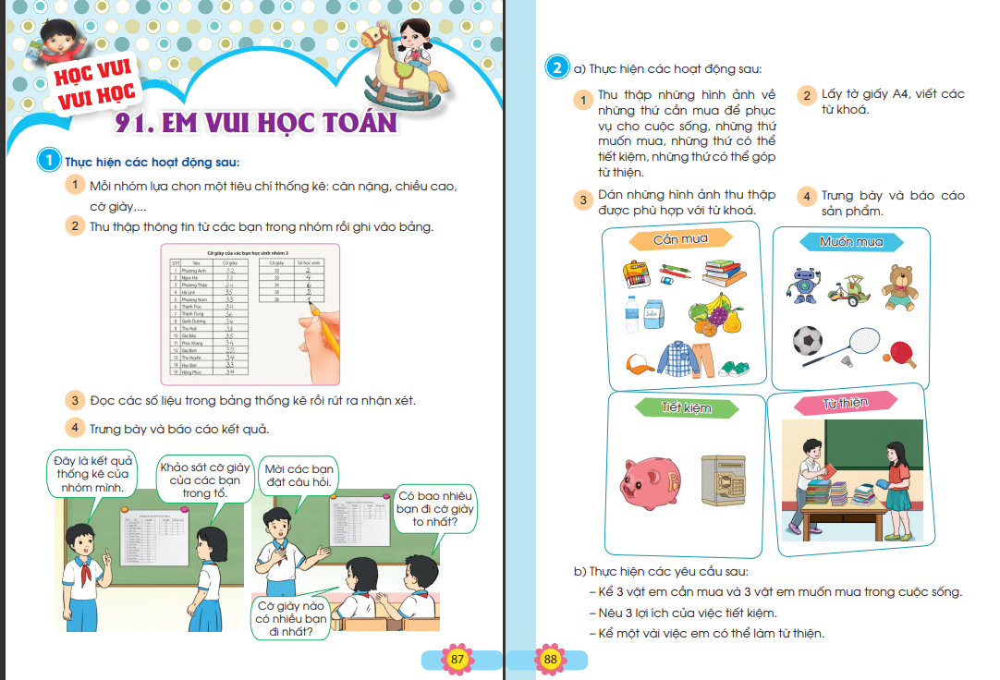 HỌC VUI
VUI HỌC
91. EM VUI HỌC TOÁN
1 Thực hiện các hoạt động sau:
1 Mỗi nhóm lựa chọn một tiêu chí thống kê: cân nặng, chiều cao,
cỡ giày,...
2 Thu thập thông tin từ các bạn trong nhóm rồi ghi vào bảng.
Cỡ giày của các bạn học sinh nhóm 3
STT Tên Cỡ giày
1 Phương Anh 32
2 Ngọc Hà
3 Phương Thảo 34
4 Hà Linh 35
5 Phương Nam 33
6 Thanh Trúc 34
7 Thành Trung 36
8 Quốc Dương 34
9 Thu Huệ 33
10 Gia Bảo 35
11 Phúc Khang 34
12 Gia Bình 32
13 Thu Huyền 34
14 33
15 Hồng Phúc 34
Cỡ giày Số học sinh
32 2
33 4
34 6
35 2
36
3 Đọc các số liệu trong bảng thống kê rồi rút ra nhận xét.
4 Trưng bày và báo cáo kết quả.
Đây là kết quả
thống kê của
nhóm mình.
Khảo sát cỡ giày
của các bạn
trong tổ.
Mời các bạn
đặt câu hỏi.
Có bao nhiêu
bạn đi cỡ giày
to nhất?
Cỡ giày nào
có nhiều bạn
đi nhất?
87
2 a) Thực hiện các hoạt động sau:
1 Thu thập những hình ảnh về
những thứ cần mua để phục
vụ cho cuộc sống, những thứ
muốn mua, những thứ có thể
tiết kiệm, những thứ có thể góp
từ thiện.
2 Lấy tờ giấy A4, viết các
từ khoá.
3 Dán những hình ảnh thu thập
được phù hợp với từ khoá.
4 Trưng bày và báo cáo
sản phẩm.
Cần mua
Muốn mua
Tiết kiệm
Từ thiện
b) Thực hiện các yêu cầu sau:
– Kể 3 vật em cần mua và 3 vật em muốn mua trong cuộc sống.
– Nêu 3 lợi ích của việc tiết kiệm.
– Kể một vài việc em có thể làm từ thiện.
88